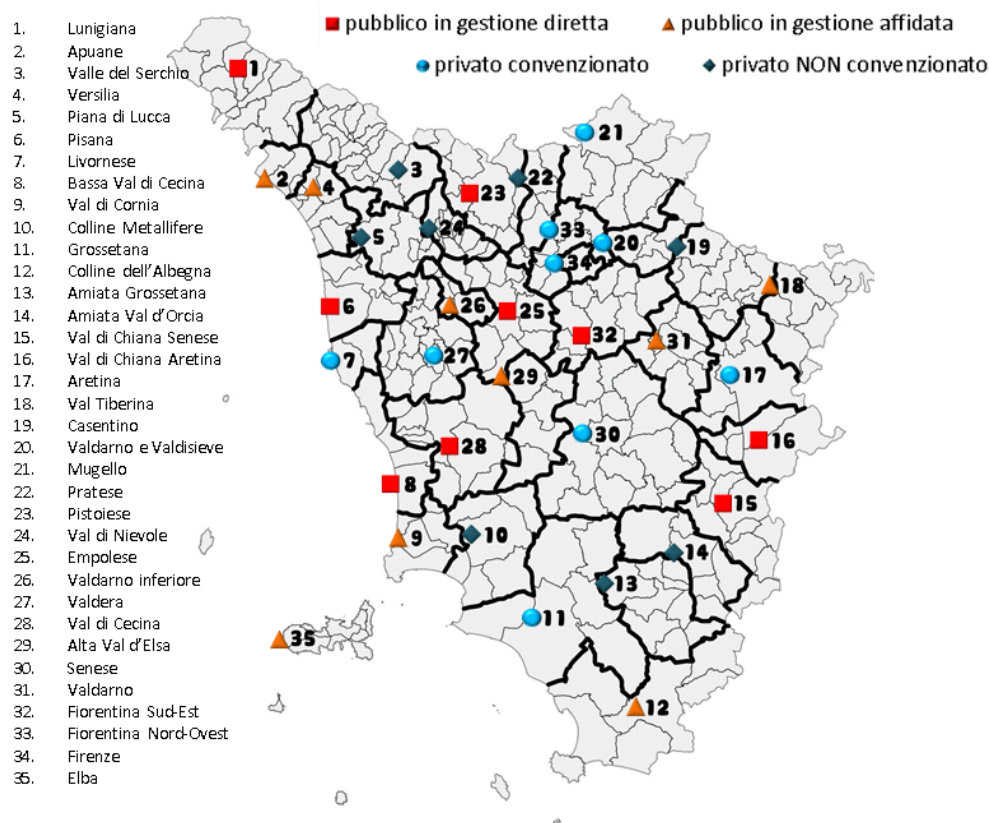 pubblico in gestione diretta
pubblico in gestione affidata
privato convenzionato
privato NON convenzionato
1. Lunigiana
2. Apuane
3. Valle del Serchio
4. Versilia
5. Piana di Lucca
6. Pisana
7. Livornese
8. Bassa Val di Cecina
9. Val di Cornia
10. Colline Metallifere
11. Grossetana
12. Colline dell'Albegna
13. Amiata Grossetana
14. Amiata Val d'Orcia
15. Val di Chiana Senese
16. Val di Chiana Aretina
17. Aretina
18. Val Tiberina
19. Casentino
20. Valdarno e Valdisieve
21. Mugello
22. Pratese
23. Pistoiese
24. Val di Nievole
25. Empolese
26. Valdarno inferiore
27. Valdera
28. Val di Cecina
29. Alta Val d'Elsa
30. Senese
31. Valdarno
32. Fiorentina Sud-Est
33. Fiorentina Nord-Ovest
34. Firenze
35. Elba
1
21
3
22
2
4
23
24
33
5
20
19
34
18
6
26
25
32
31
7
27
29
17
30
28
16
8
15
9
10
14
13
11
35
12